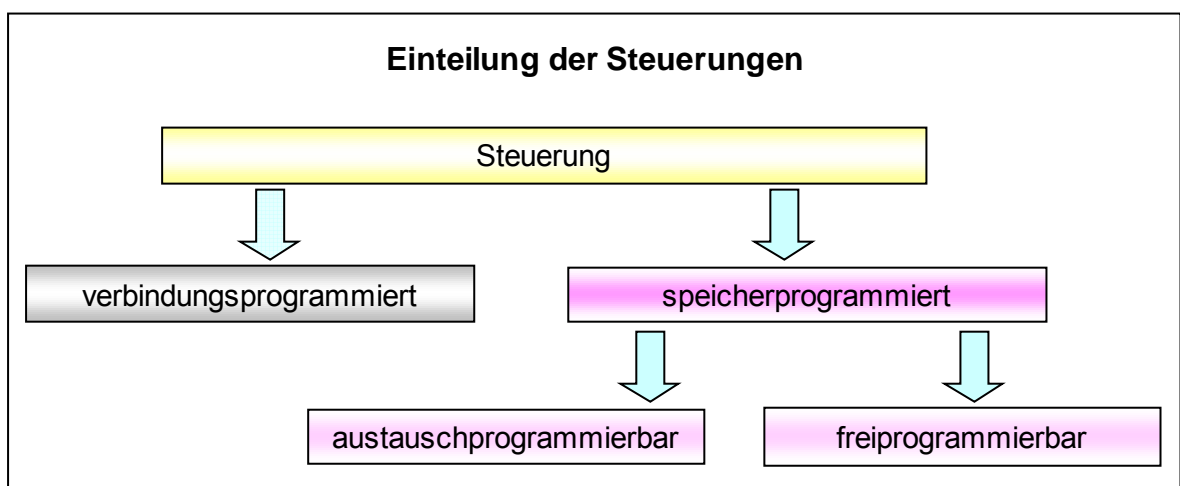 Einteilung der Steuerungen
Steuerung
verbindungsprogrammiert
speicherprogrammiert
austauschprogrammierbar
freiprogrammierbar